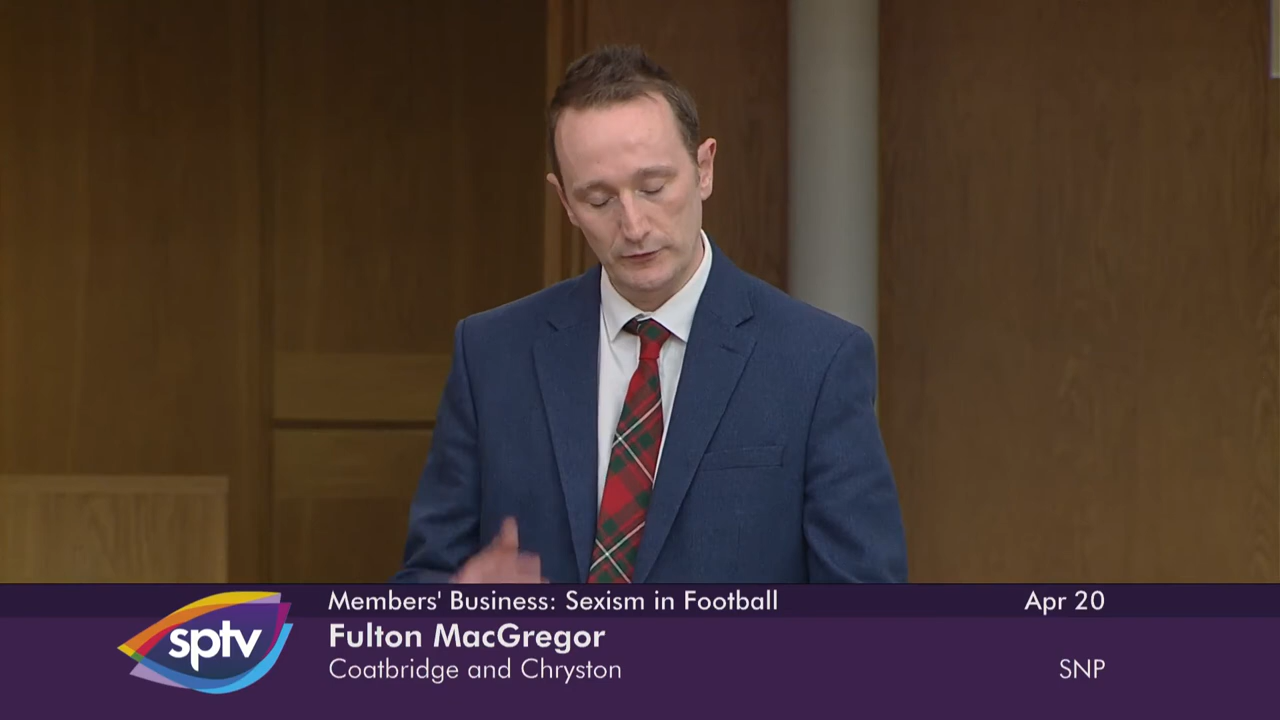 Members' Business: Sexism in Football Apr 20
sptv
Fulton MacGregor
Coatbridge and Chryston SNP